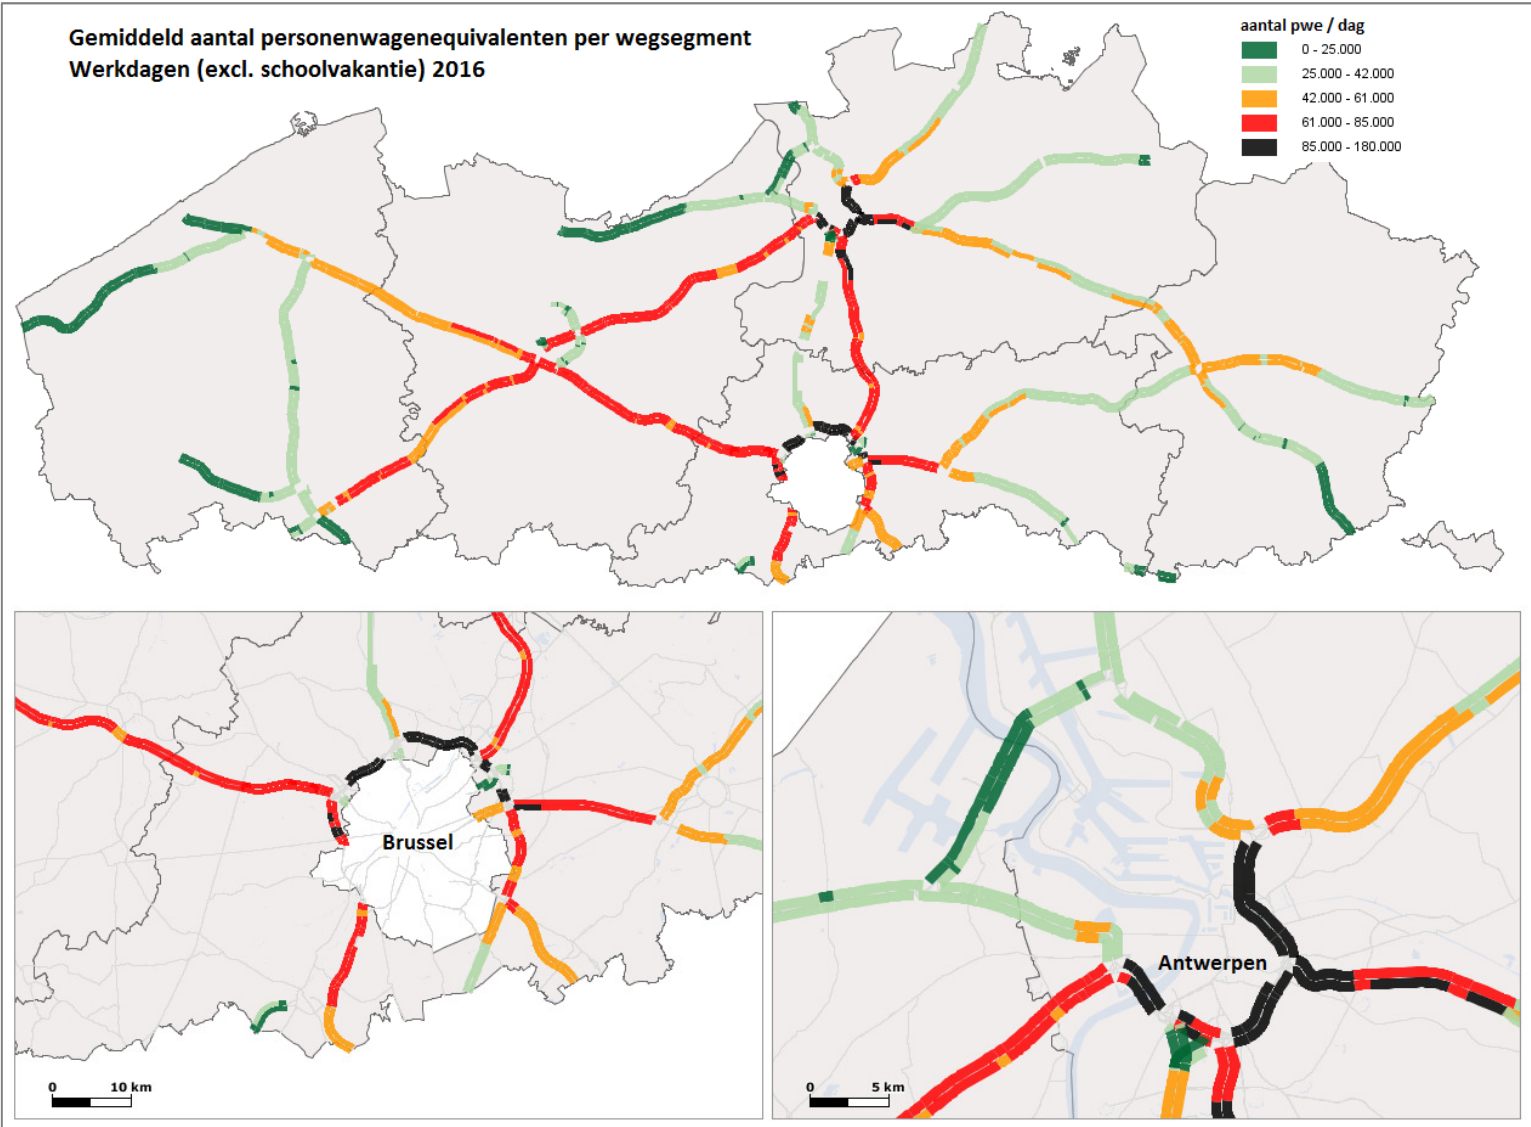 Gemiddeld aantal personenwagenequivalenten per wegsegment
Werkdagen (excl. schoolvakantie) 2016
aantal pwe / dag
0 - 25.000
25.000 - 42.000
42.000 - 61.000
61.000 - 85.000
85.000 - 180.000
Brussel
0 10 km
Antwerpen
0 5 km